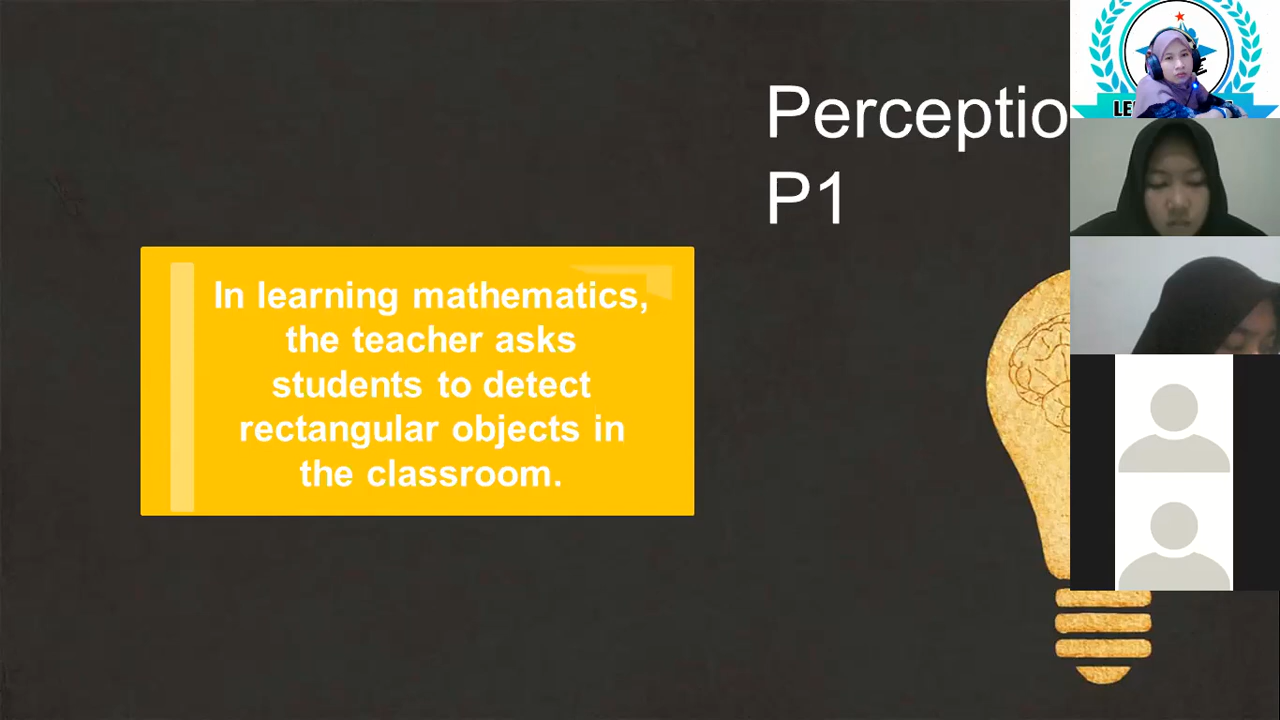 Perceptio
P1
In learning mathematics,
the teacher asks
students to detect
rectangular objects in
the classroom.